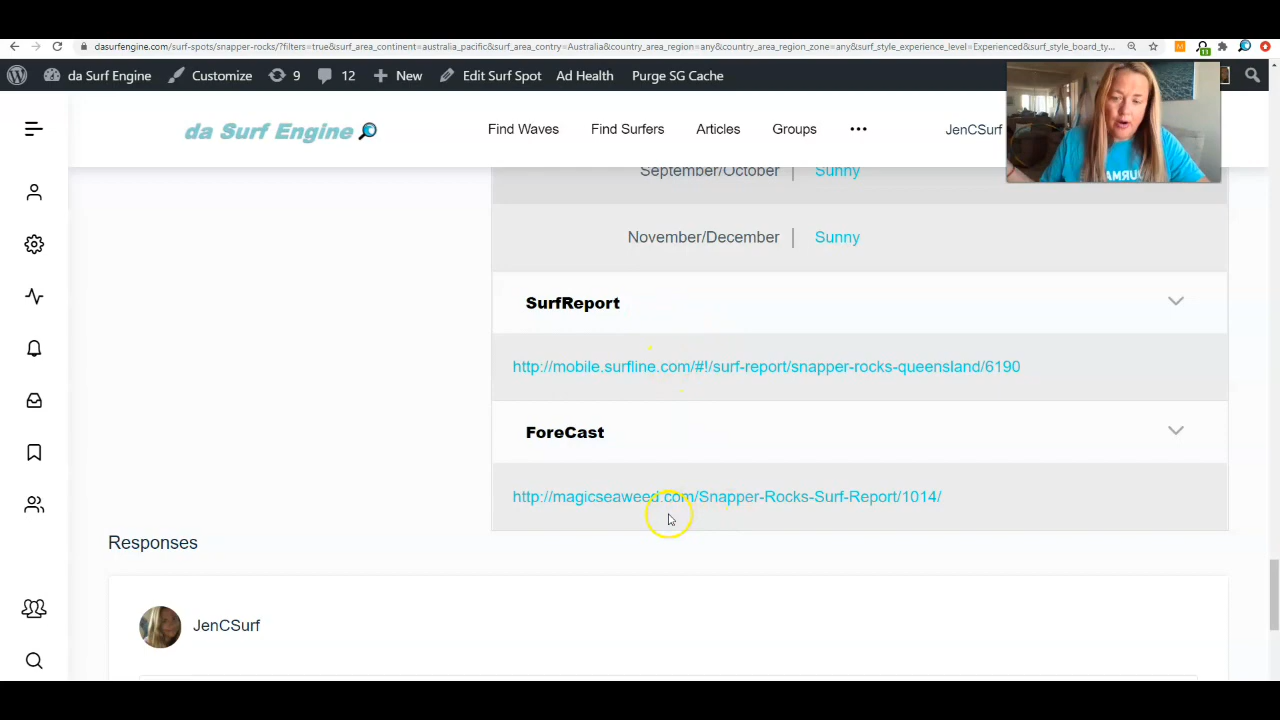 dasurfengine.com/surf-spots/snapper-rocks/?filters=true&surf_area_continent=australia_pacific&surf_area_contry=Australia&country_area_region=any&country_area_region_zone=any&surf_style_experience_level=Experienced&surf_style_board_ty...
da Surf Engine Customize 9 12 New Edit Surf Spot Ad Health Purge SG Cache
da Surf Engine Find Waves Find Surfers Articles Groups ••• JenCSurf
September/October | Sunny
November/December | Sunny
SurfReport
http://mobile.surfline.com/#!/surf-report/snapper-rocks-queensland/6190
ForeCast
http://magicseaweed.com/Snapper-Rocks-Surf-Report/1014/
Responses
JenCSurf